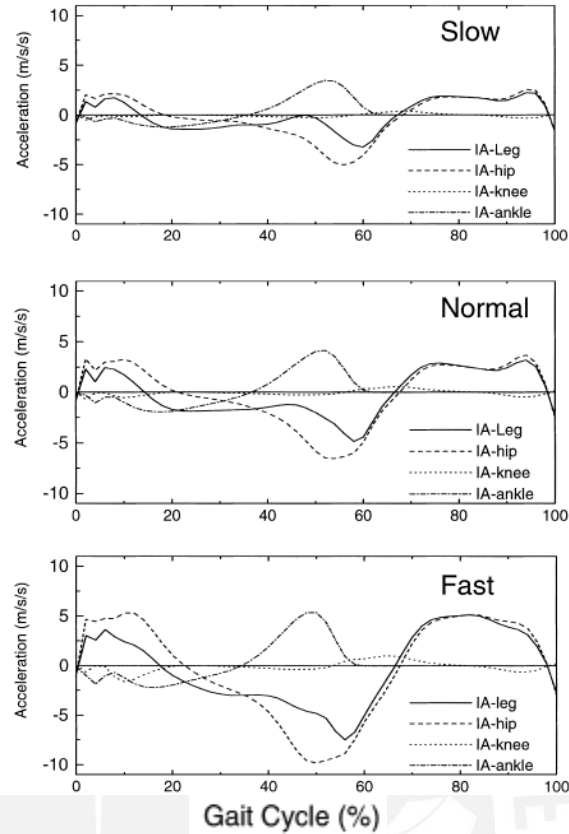 Slow
Acceleration (m/s/s)
10
5
0
-5
-10
IA-Leg
IA-hip
IA-knee
IA-ankle
0 20 40 60 80 100
Normal
Acceleration (m/s/s)
10
5
0
-5
-10
IA-Leg
IA-hip
IA-knee
IA-ankle
0 20 40 60 80 100
Fast
Acceleration (m/s/s)
10
5
0
-5
-10
IA-leg
IA-hip
IA-knee
IA-ankle
0 20 40 60 80 100
Gait Cycle (%)